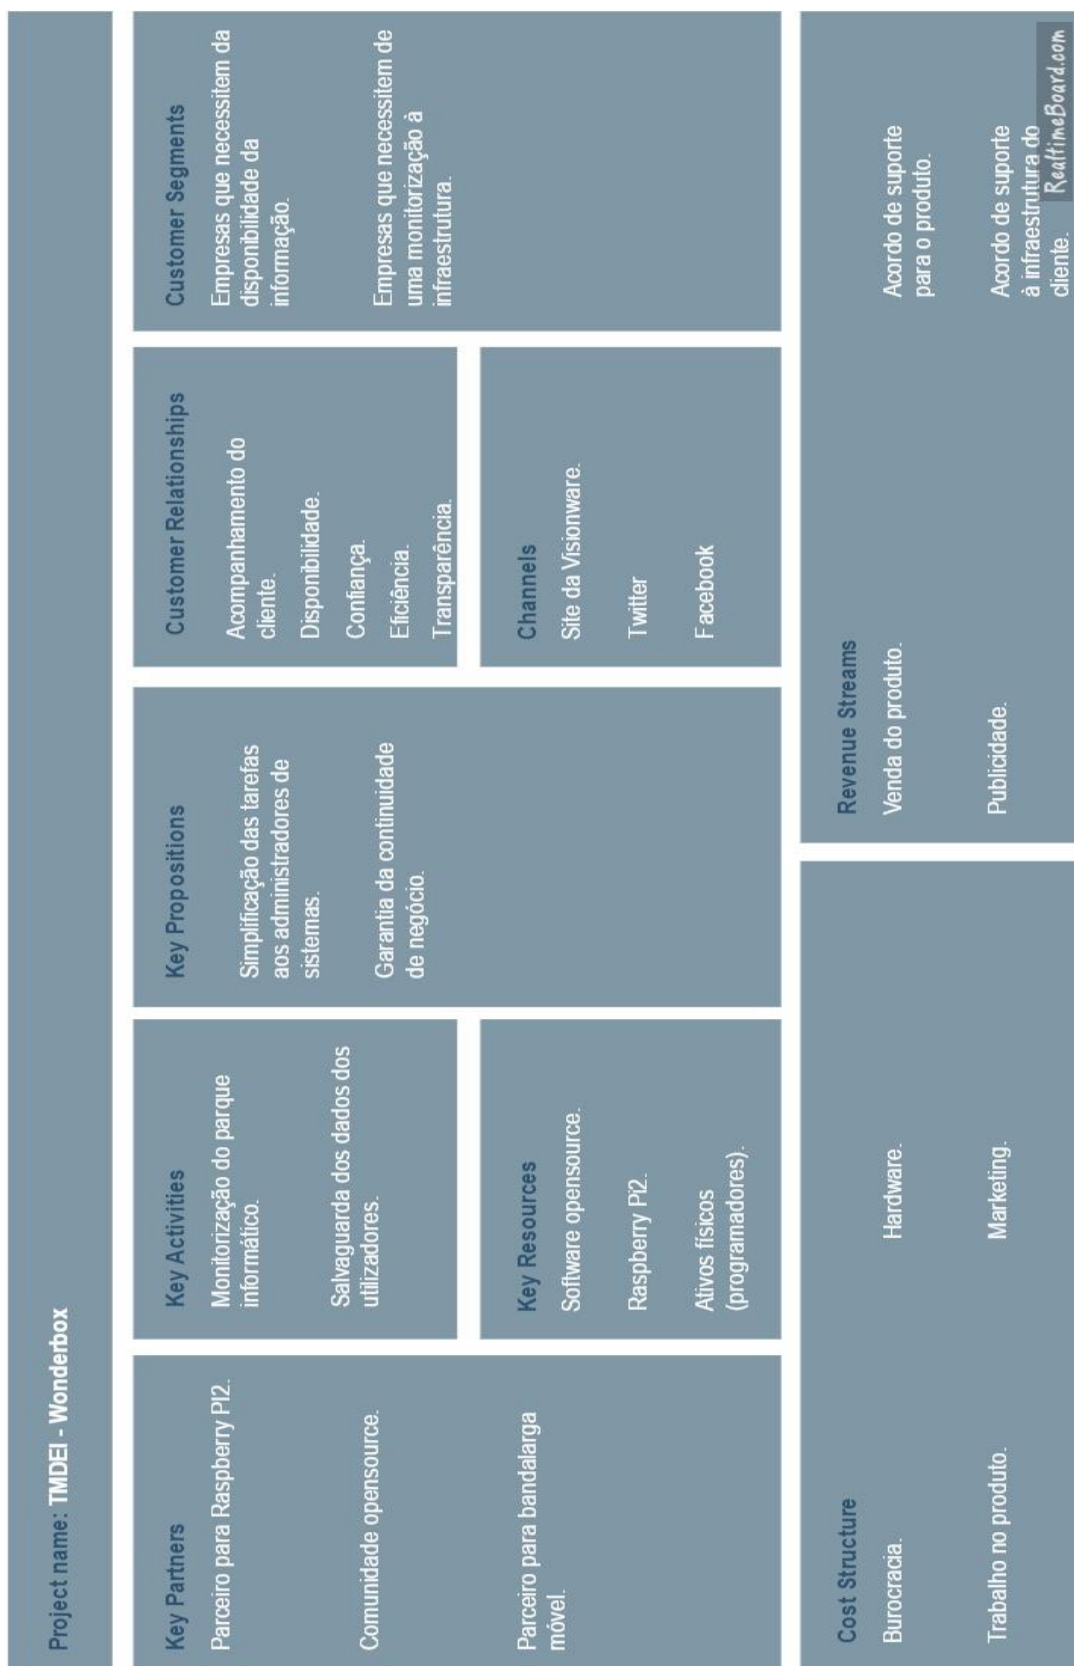 Project name: TMDEI - Wonderbox
Key Partners
Parceiro para Raspberry PI2.
Comunidade opensource.
Parceiro para bandalarga
móvel.
Key Activities
Monitorização do parque
informático.
Salvaguarda dos dados dos
utilizadores.
Key Resources
Software opensource.
Raspberry Pi2.
Ativos físicos
(programadores).
Key Propositions
Simplificação das tarefas
aos administradores de
sistemas.
Garantia da continuidade
de negócio.
Customer Relationships
Acompanhamento do
cliente.
Disponibilidade.
Confiança.
Eficiência.
Transparência.
Channels
Site da Visionware.
Twitter
Facebook
Customer Segments
Empresas que necessitem da
disponibilidade da
informação.
Empresas que necessitem de
uma monitorização à
infraestrutura.
Cost Structure
Burocracia.
Hardware.
Trabalho no produto.
Marketing.
Revenue Streams
Venda do produto.
Acordo de suporte
para o produto.
Publicidade.
Acordo de suporte
à infraestrutura do
cliente.
RealtimeBoard.com